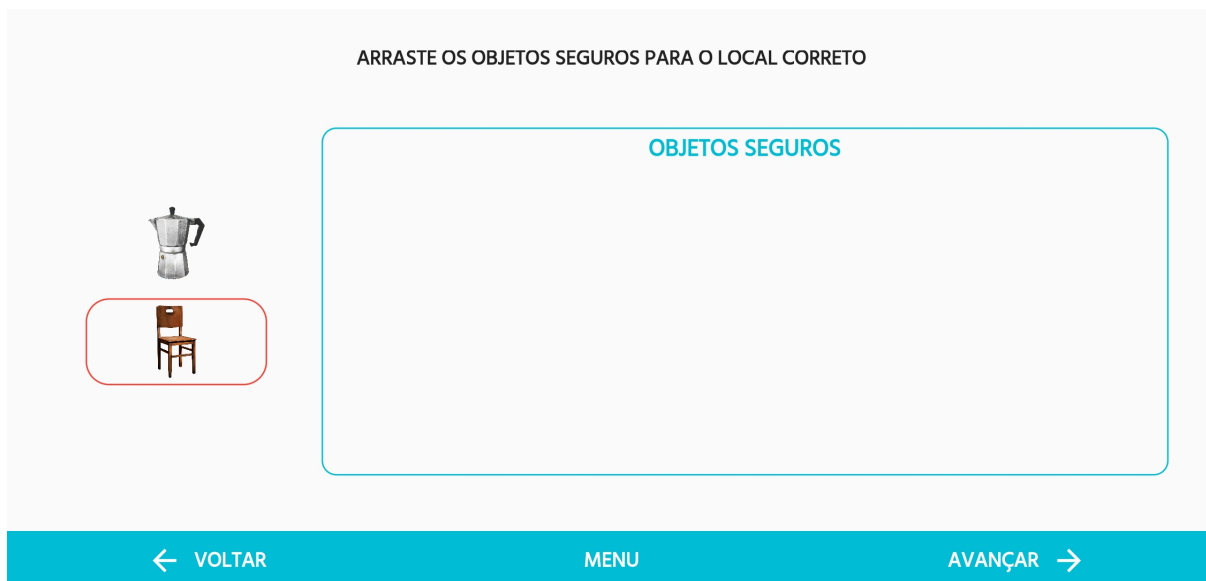 ARRASTE OS OBJETOS SEGUROS PARA O LOCAL CORRETO
OBJETOS SEGUROS
VOLTAR
MENU
AVANÇAR